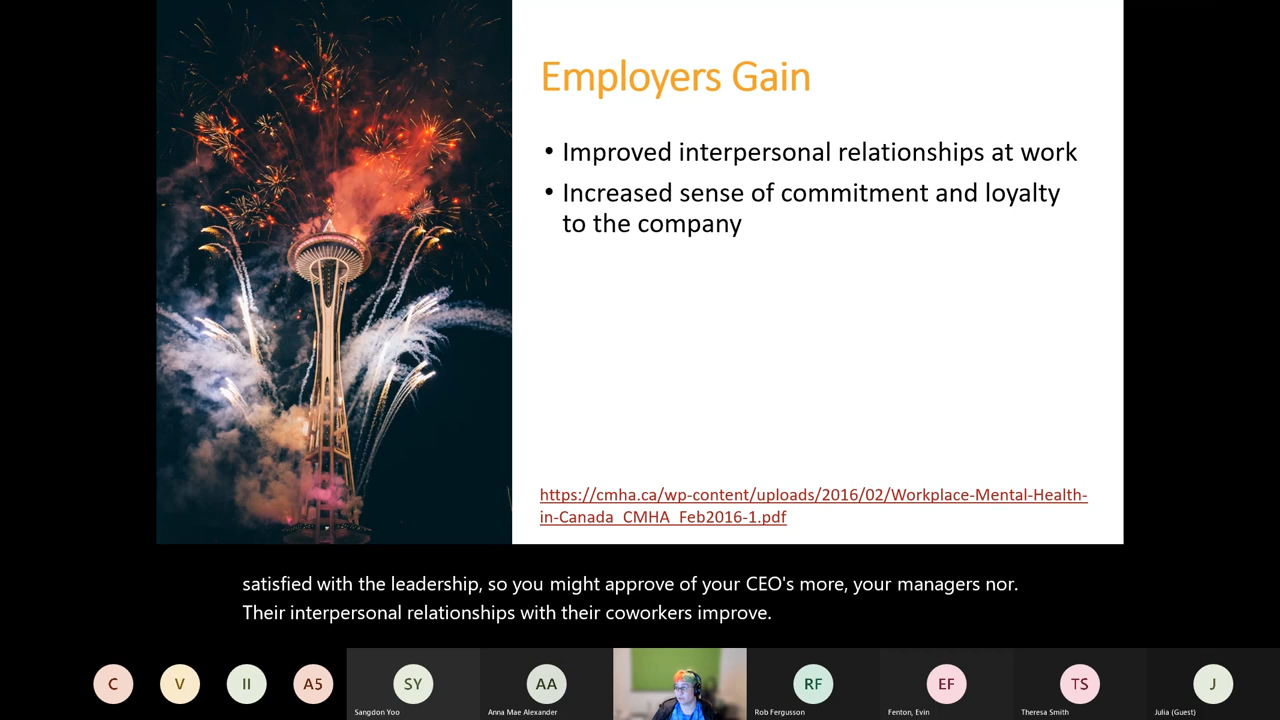 Employers Gain
• Improved interpersonal relationships at work
• Increased sense of commitment and loyalty
to the company
https://cmha.ca/wp-content/uploads/2016/02/Workplace-Mental-Health-
in-Canada_CMHA_Feb2016-1.pdf
satisfied with the leadership, so you might approve of your CEO's more, your managers nor.
Their interpersonal relationships with their coworkers improve.
C
V
II
A5
SY
AA
RF
EF
TS
J
Sangdon Yoo
Anna Mae Alexander
Rob Fergusson
Fenton, Evin
Theresa Smith
Julia (Guest)